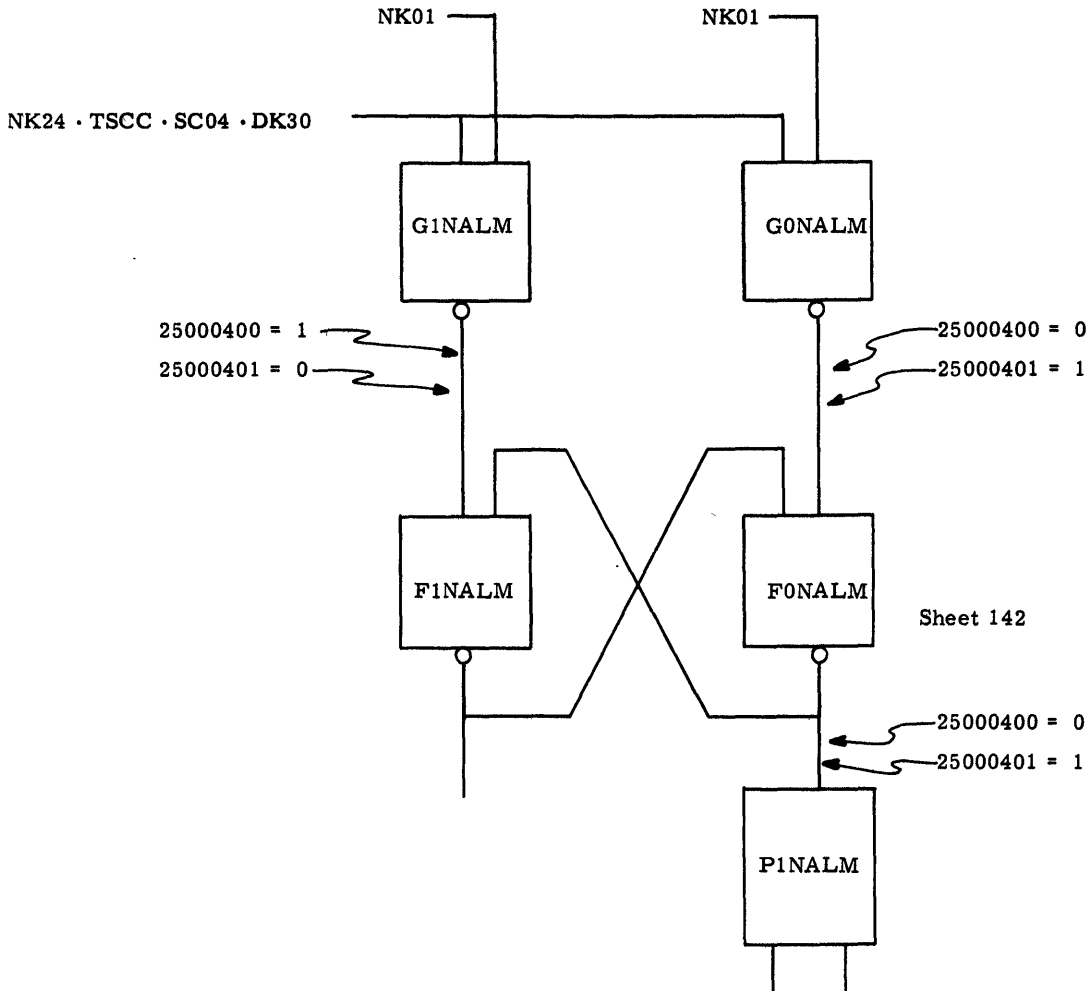 NK01
NK01
NK24 · TSCC · SC04 · DK30
G1NALM
G0NALM
25000400 = 1
25000401 = 0
25000400 = 0
25000401 = 1
F1NALM
F0NALM
Sheet 142
25000400 = 0
25000401 = 1
P1NALM